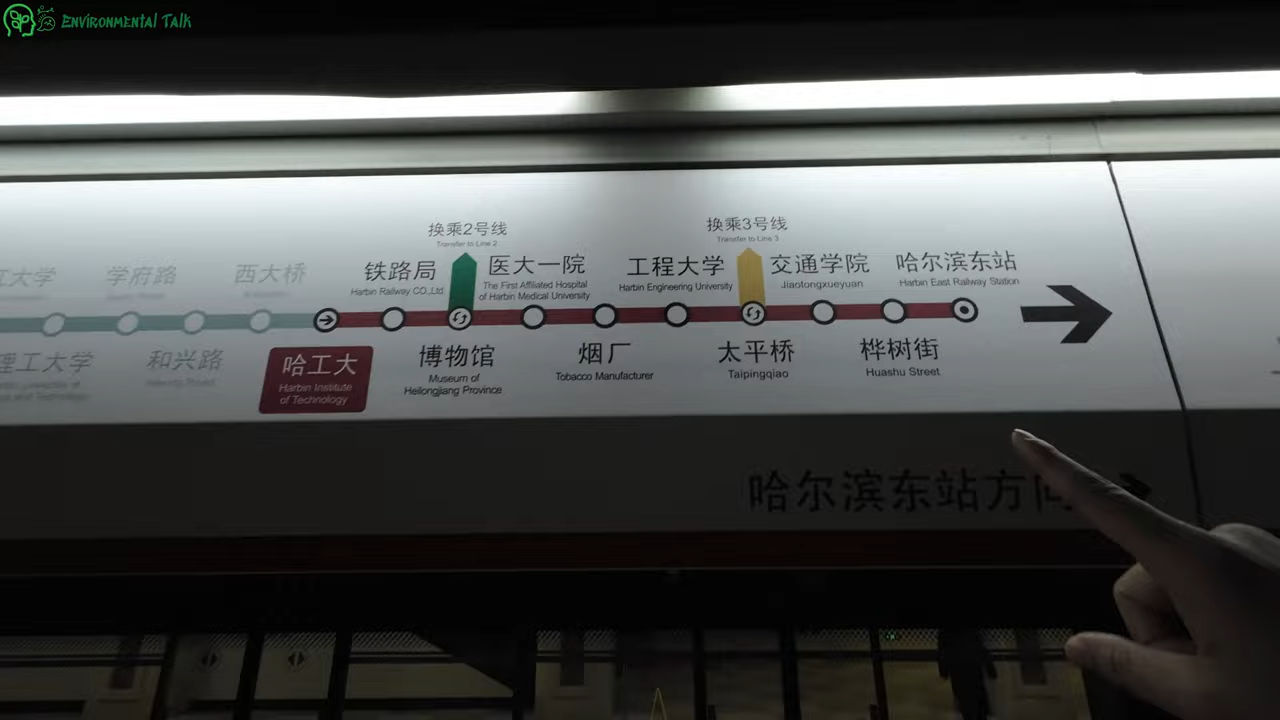 Environmental Talk
换乘2号线
Transfer to Line 2
换乘3号线
Transfer to Line 3
学府路
西大桥
铁路局
Harbin Railway CO.,Ltd.
医大一院
The First Affiliated Hospital
of Harbin Medical University
工程大学
Harbin Engineering University
交通学院
Jiaotongxueyuan
哈尔滨东站
Harbin East Railway Station
理工大学
和兴路
哈工大
Harbin Institute
of Technology
博物馆
Museum of
Heilongjiang Province
烟厂
Tobacco Manufacturer
太平桥
Taipingqiao
桦树街
Huashu Street
哈尔滨东站方向